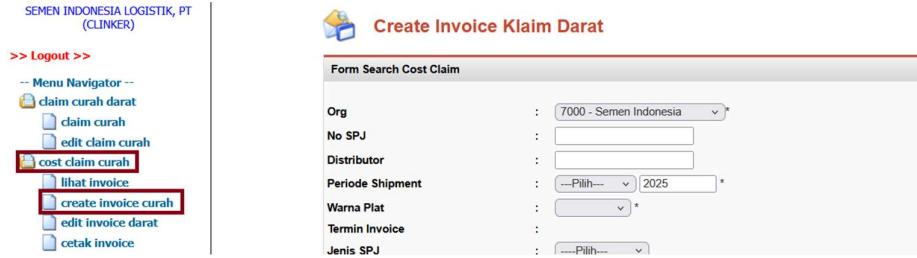 SEMEN INDONESIA LOGISTIK, PT
(CLINKER)
>> Logout >>
-- Menu Navigator --
claim curah darat
claim curah
edit claim curah
cost claim curah
lihat invoice
create invoice curah
edit invoice darat
cetak invoice
Create Invoice Klaim Darat
Form Search Cost Claim
Org : 7000 - Semen Indonesia *
No SPJ :
Distributor :
Periode Shipment : ---Pilih--- 2025 *
Warna Plat : *
Termin Invoice :
Jenis SPJ : ----Pilih---